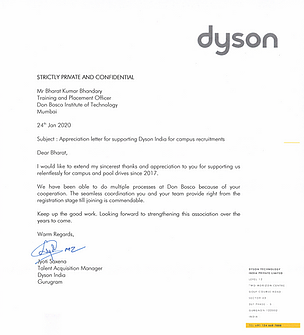 dyson
STRICTLY PRIVATE AND CONFIDENTIAL
Mr Bharat Kumar Bhandary
Training and Placement Officer
Don Bosco Institute of Technology
Mumbai
24th Jan 2020
Subject : Appreciation letter for supporting Dyson India for campus recruitments
Dear Bharat,
I would like to extend my sincerest thanks and appreciation to you for supporting us
relentlessly for campus and pool drives since 2017.
We have been able to do multiple processes at Don Bosco because of your
cooperation. The seamless coordination you and your team provide right from the
registration stage till joining is commendable.
Keep up the good work. Looking forward to strengthening this association over the
years to come.
Warm Regards,
Jyoti Saxena
Talent Acquisition Manager
Dyson India
Gurugram
DYSON TECHNOLOGY
INDIA PRIVATE LIMITED